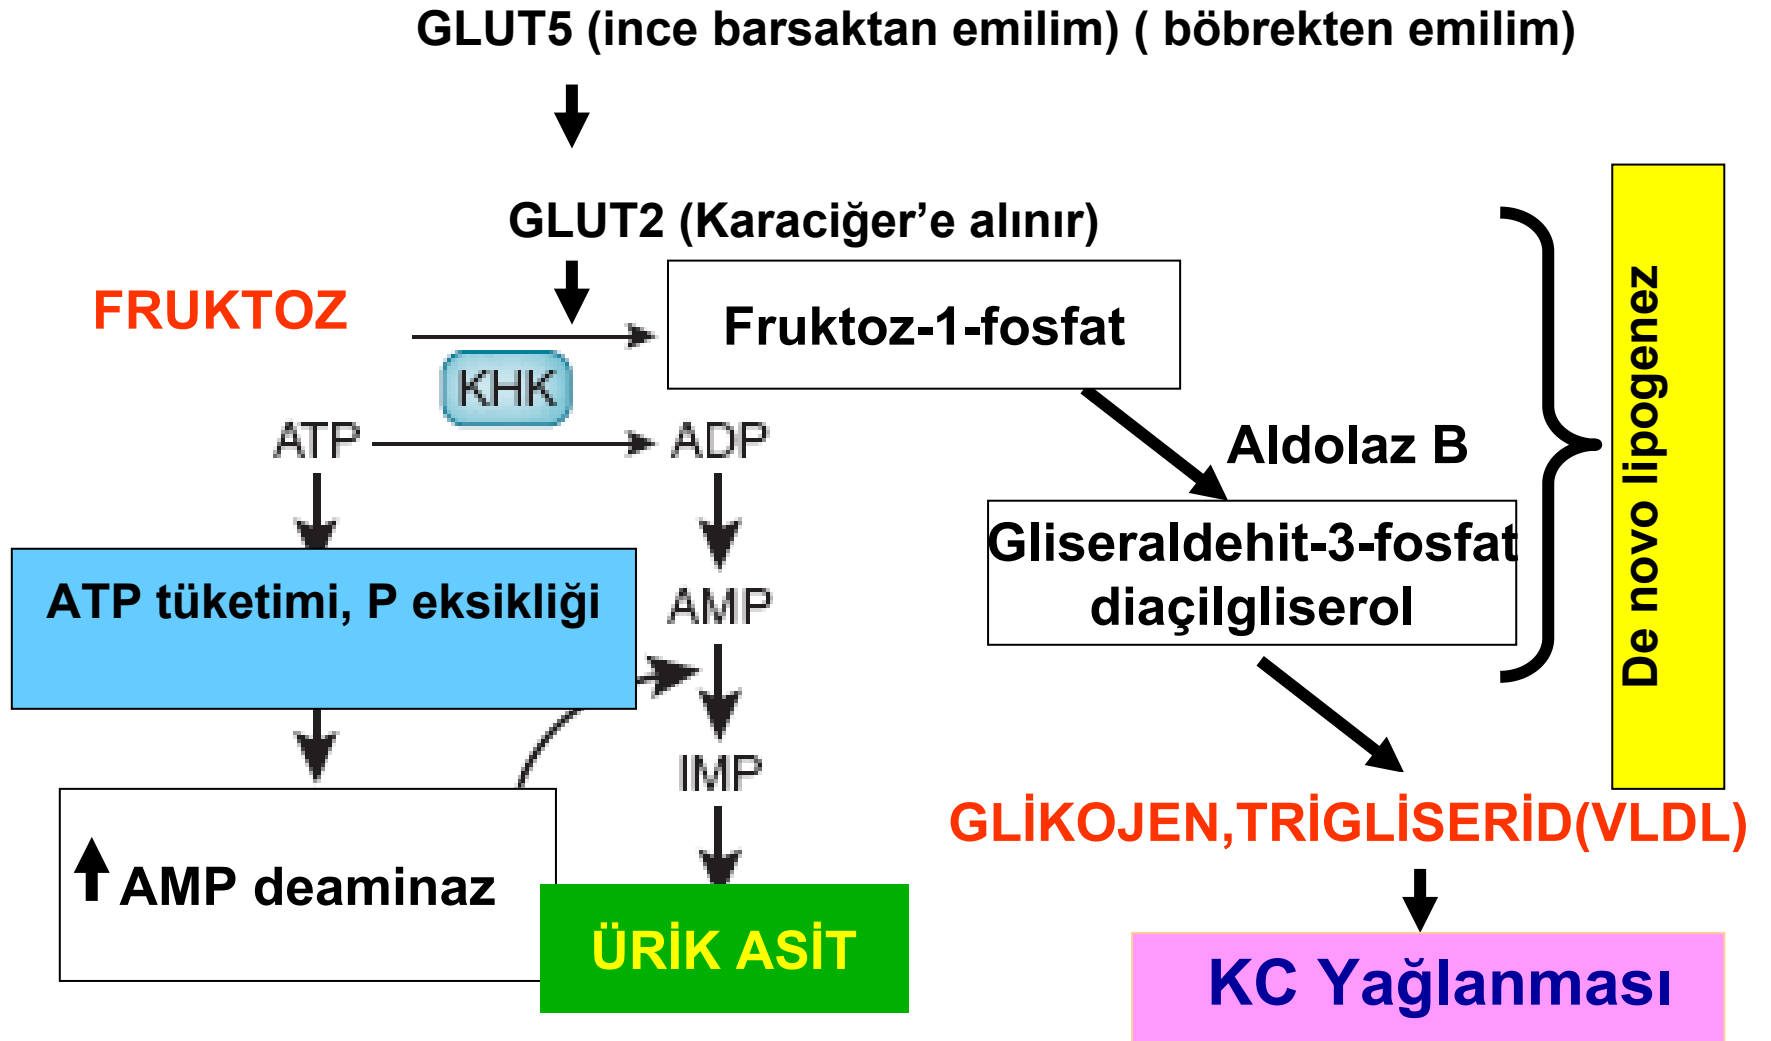 GLUT5 (ince barsaktan emilim) ( böbrekten emilim)
GLUT2 (Karaciğer’e alınır)
FRUKTOZ
Fruktoz-1-fosfat
KHK
ATP
ADP
Aldolaz B
Gliseraldehit-3-fosfat
diaçilgliserol
De novo lipogenez
ATP tüketimi, P eksikliği
AMP
IMP
GLİKOJEN,TRİGLİSERİD(VLDL)
AMP deaminaz
ÜRİK ASİT
KC Yağlanması